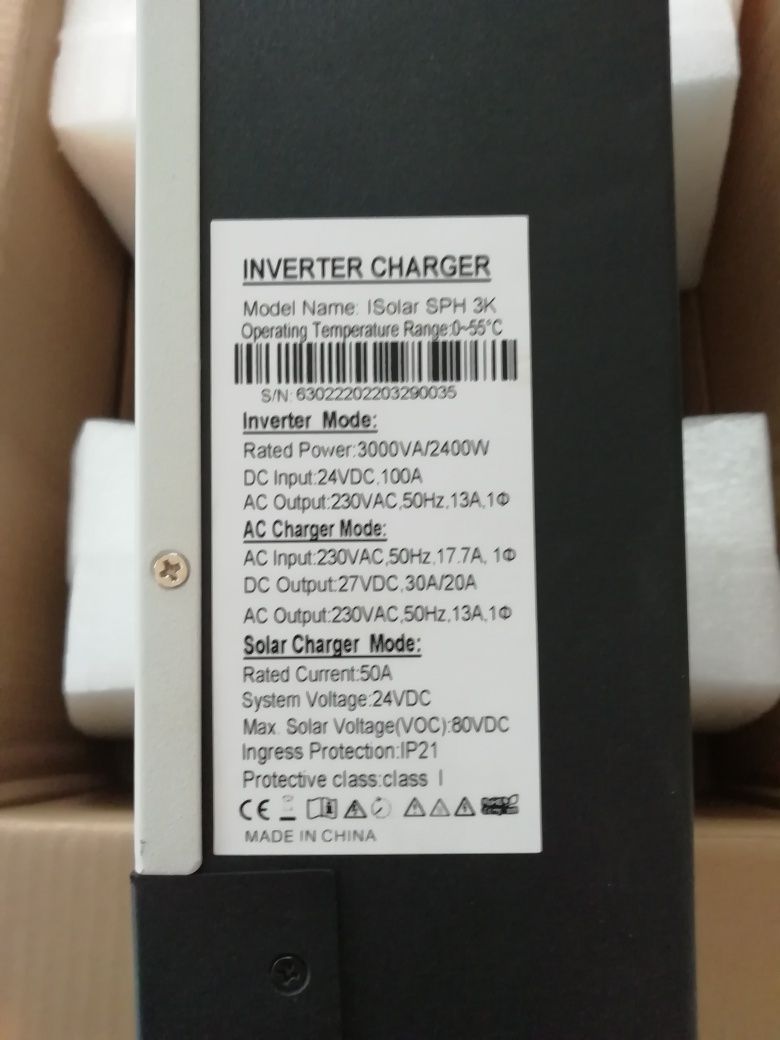 INVERTER CHARGER
Model Name: ISolar SPH 3K
Operating Temperature Range:0~55°C
S/N: 63022202203290035
Inverter Mode:
Rated Power:3000VA/2400W
DC Input:24VDC,100A
AC Output:230VAC,50Hz,13A,1Φ
AC Charger Mode:
AC Input:230VAC,50Hz,17.7A, 1Φ
DC Output:27VDC,30A/20A
AC Output:230VAC,50Hz,13A,1Φ
Solar Charger Mode:
Rated Current:50A
System Voltage:24VDC
Max. Solar Voltage(VOC):80VDC
Ingress Protection:IP21
Protective class:class I
CE
MADE IN CHINA